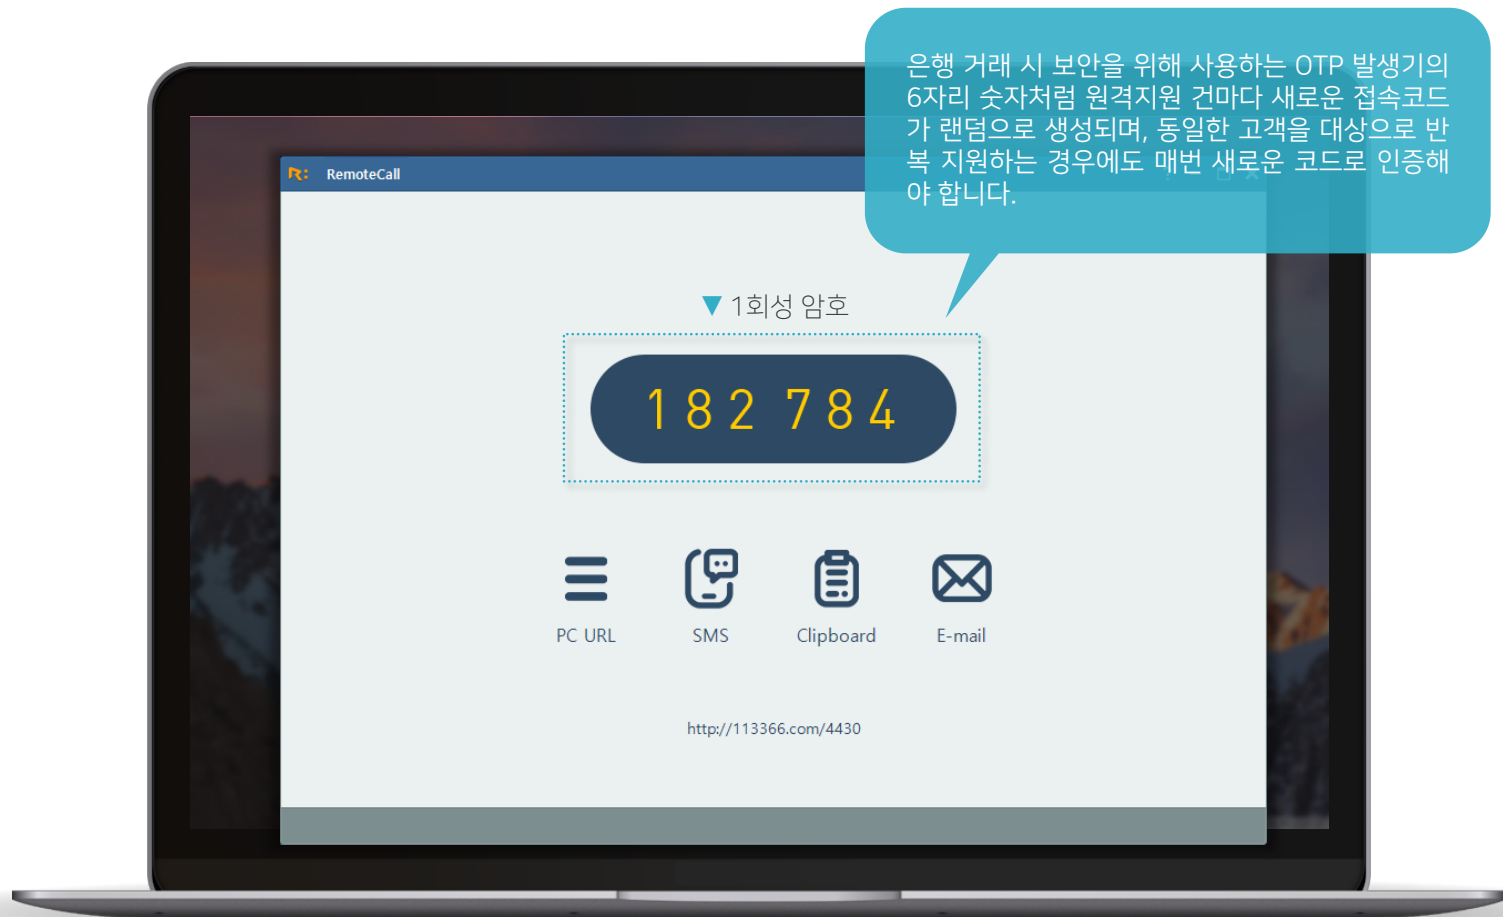 은행 거래 시 보안을 위해 사용하는 OTP 발생기의
6자리 숫자처럼 원격지원 건마다 새로운 접속코드
가 랜덤으로 생성되며, 동일한 고객을 대상으로 반
복 지원하는 경우에도 매번 새로운 코드로 인증해
야 합니다.
R: RemoteCall
▼ 1회성 암호
182 784
PC URL SMS Clipboard E-mail
http://113366.com/4430